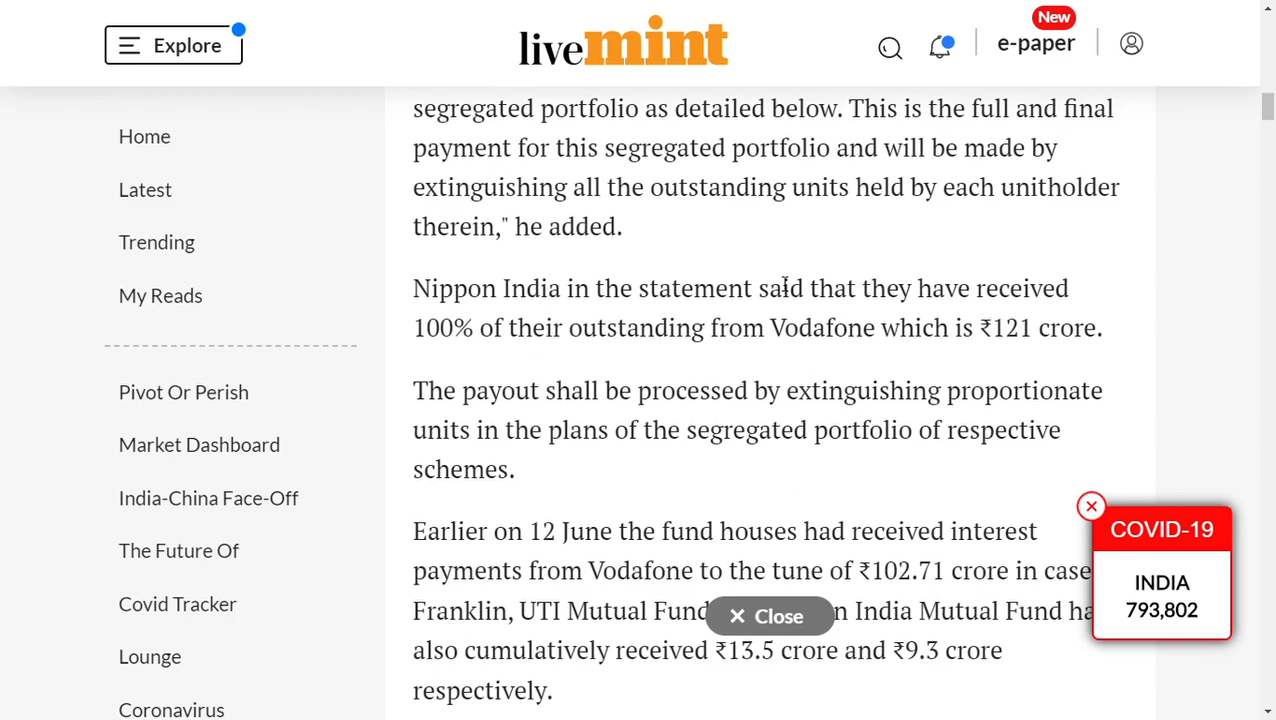 Explore
livemint
New
e-paper
Home
Latest
Trending
My Reads
Pivot Or Perish
Market Dashboard
India-China Face-Off
The Future Of
Covid Tracker
Lounge
Coronavirus
segregated portfolio as detailed below. This is the full and final
payment for this segregated portfolio and will be made by
extinguishing all the outstanding units held by each unitholder
therein," he added.
Nippon India in the statement said that they have received
100% of their outstanding from Vodafone which is ₹121 crore.
The payout shall be processed by extinguishing proportionate
units in the plans of the segregated portfolio of respective
schemes.
Earlier on 12 June the fund houses had received interest
payments from Vodafone to the tune of ₹102.71 crore in case
Franklin, UTI Mutual Fund India Mutual Fund
also cumulatively received ₹13.5 crore and ₹9.3 crore
respectively.
Close
COVID-19
INDIA
793,802